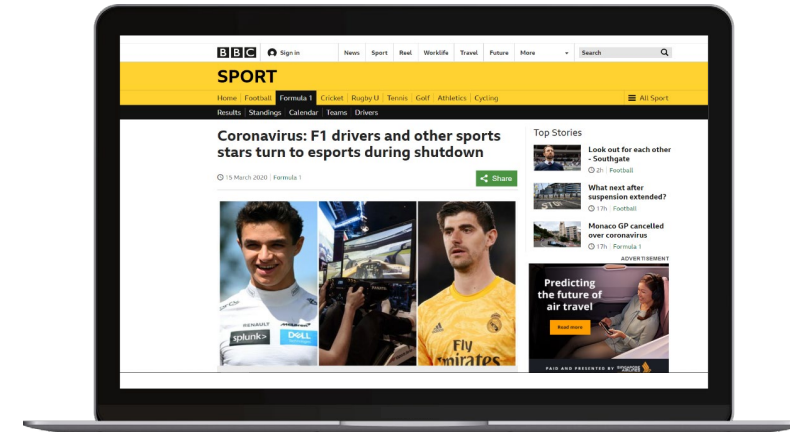 BBC
Sign in
News
Sport
Reel
Worklife
Travel
Future
More
Search
SPORT
Home
Football
Formula 1
Cricket
Rugby U
Tennis
Golf
Athletics
Cycling
All Sport
Results
Standings
Calendar
Teams
Drivers
Coronavirus: F1 drivers and other sports
stars turn to esports during shutdown
15 March 2020
Formula 1
Share
RENAULT
splunk>
DELL
Fly
Emirates
Top Stories
Look out for each other
- Southgate
2h
Football
What next after
suspension extended?
17h
Football
Monaco GP cancelled
over coronavirus
17h
Formula 1
ADVERTISEMENT
Predicting
the future of
air travel
Read more
PAID AND PRESENTED BY
SINGAPORE
AIRLINES